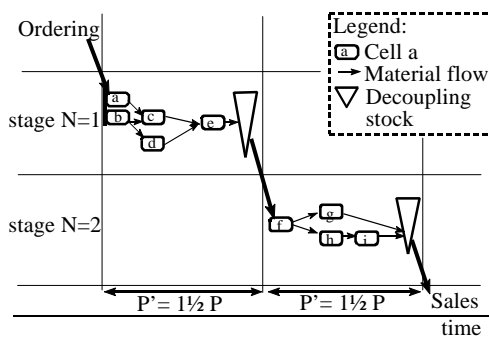 Ordering
Legend:
a Cell a
Material flow
Decoupling
stock
stage N=1
a
b
c
d
e
stage N=2
f
g
h
i
P’= 1½ P
P’= 1½ P
Sales
time